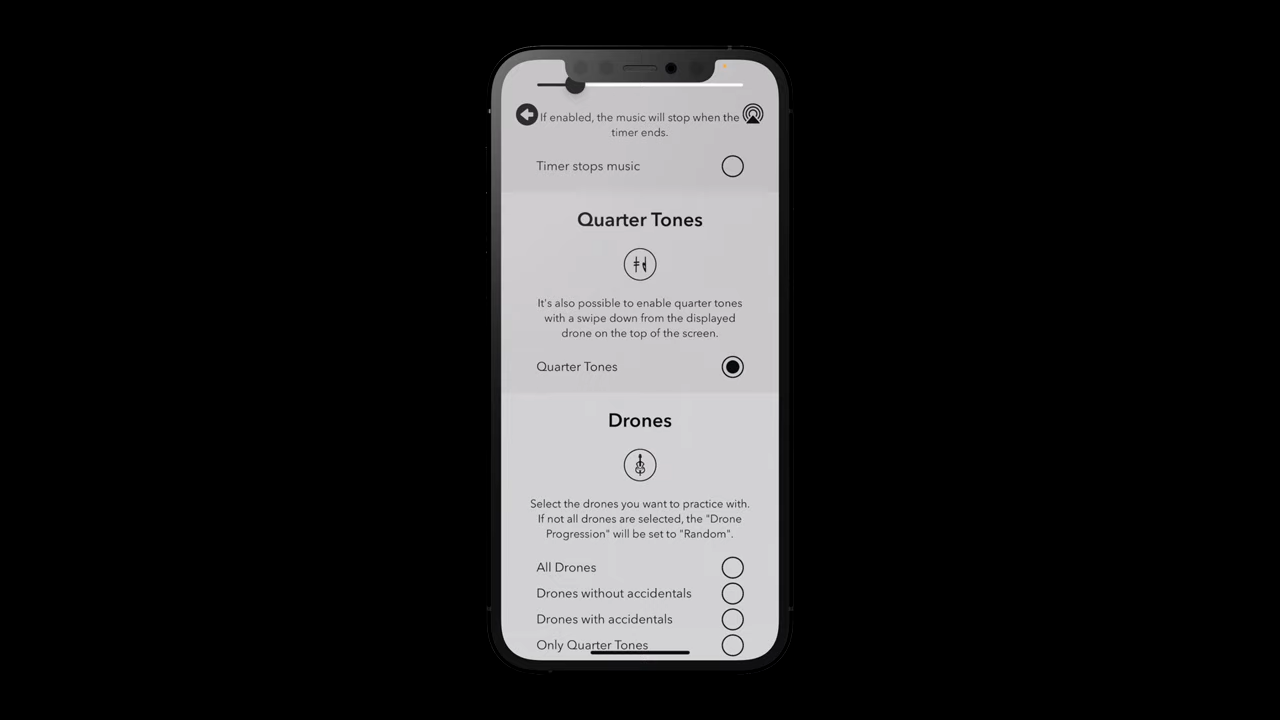 If enabled, the music will stop when the
timer ends.
Timer stops music
Quarter Tones
It's also possible to enable quarter tones
with a swipe down from the displayed
drone on the top of the screen.
Quarter Tones
Drones
Select the drones you want to practice with.
If not all drones are selected, the "Drone
Progression" will be set to "Random".
All Drones
Drones without accidentals
Drones with accidentals
Only Quarter Tones